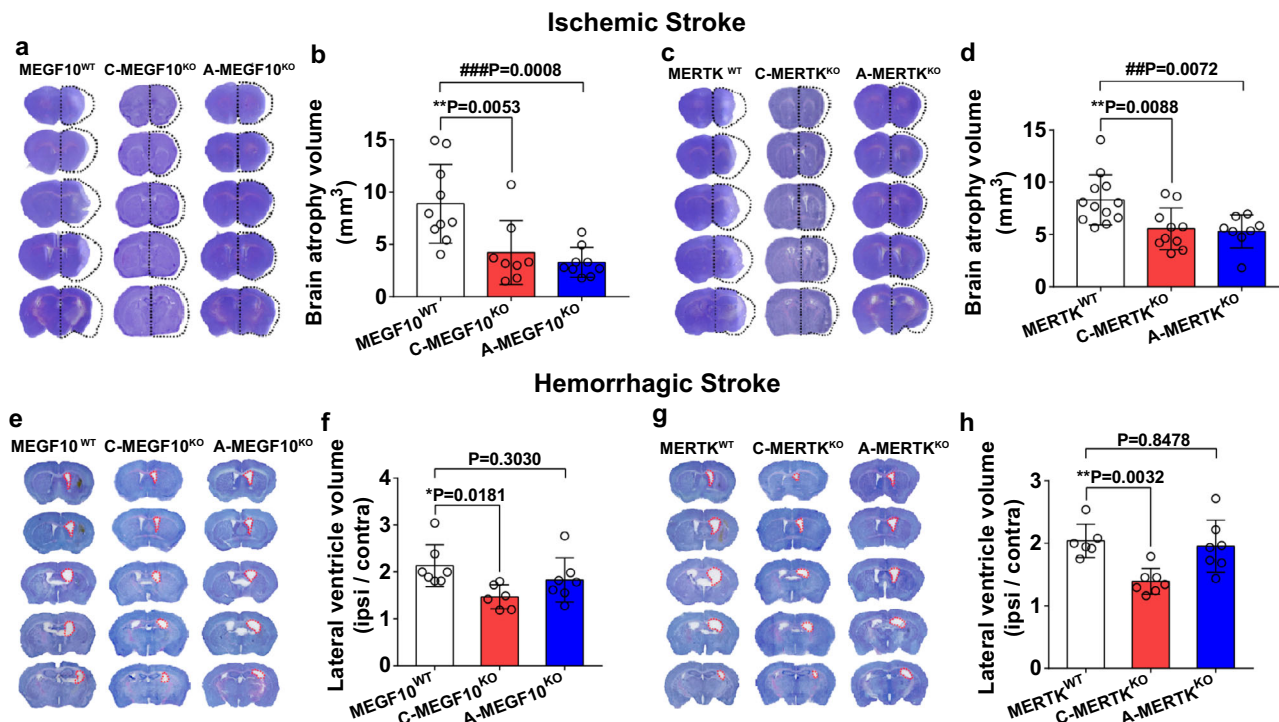 Ischemic Stroke
a
MEGF10WT C-MEGF10KO A-MEGF10KO
b
###P=0.0008
**P=0.0053
Brain atrophy volume
(mm3)
15
10
5
0
MEGF10WT
C-MEGF10KO
A-MEGF10KO
c
MERTK WT C-MERTKKO A-MERTKKO
d
##P=0.0072
**P=0.0088
Brain atrophy volume
(mm3)
15
10
5
0
MERTKWT
C-MERTKKO
A-MERTKKO
Hemorrhagic Stroke
e
MEGF10WT C-MEGF10KO A-MEGF10KO
f
P=0.3030
*P=0.0181
Lateral ventricle volume
(ipsi / contra)
4
3
2
1
0
MEGF10WT
C-MEGF10KO
A-MEGF10KO
g
MERTKWT C-MERTKKO A-MERTKKO
h
P=0.8478
**P=0.0032
Lateral ventricle volume
(ipsi / contra)
3
2
1
0
MERTKWT
C-MERTKKO
A-MERTKKO